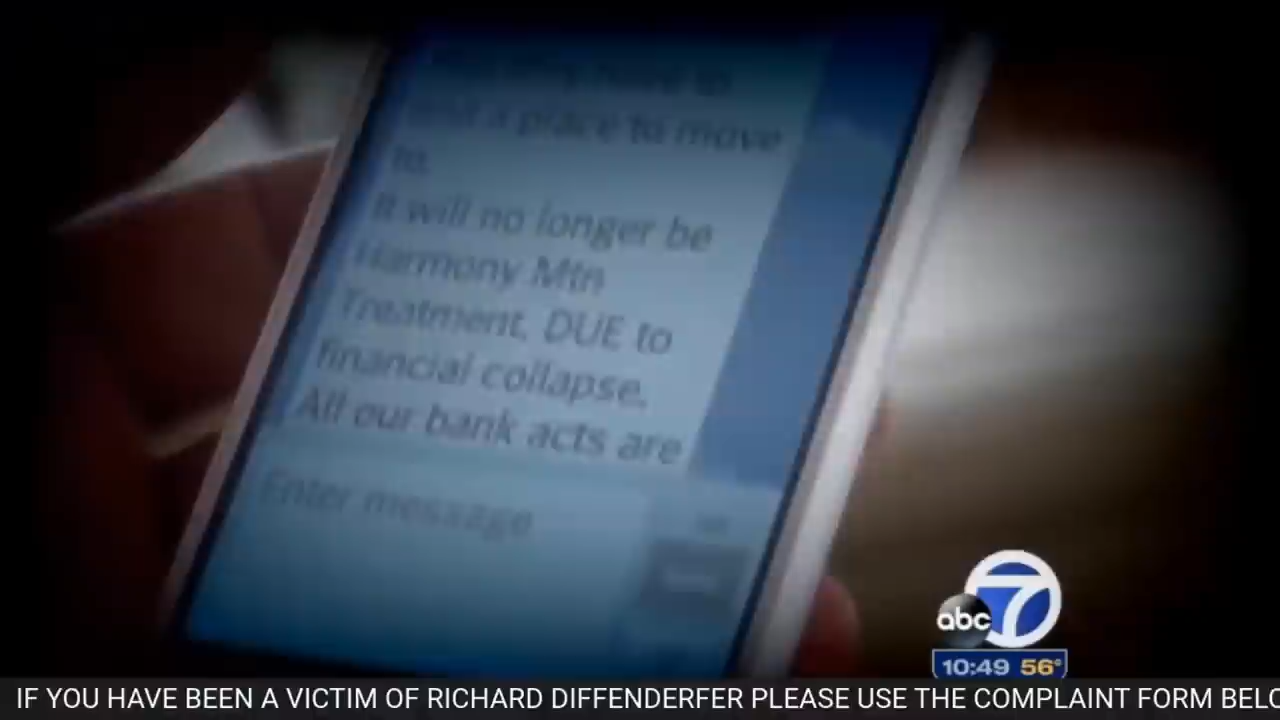 a place to move
to.
It will no longer be
Harmony Mtn
Treatment, DUE to
financial collapse.
All our bank acts are
Enter message
abc 7
10:49 56°
IF YOU HAVE BEEN A VICTIM OF RICHARD DIFFENDERFER PLEASE USE THE COMPLAINT FORM BELO